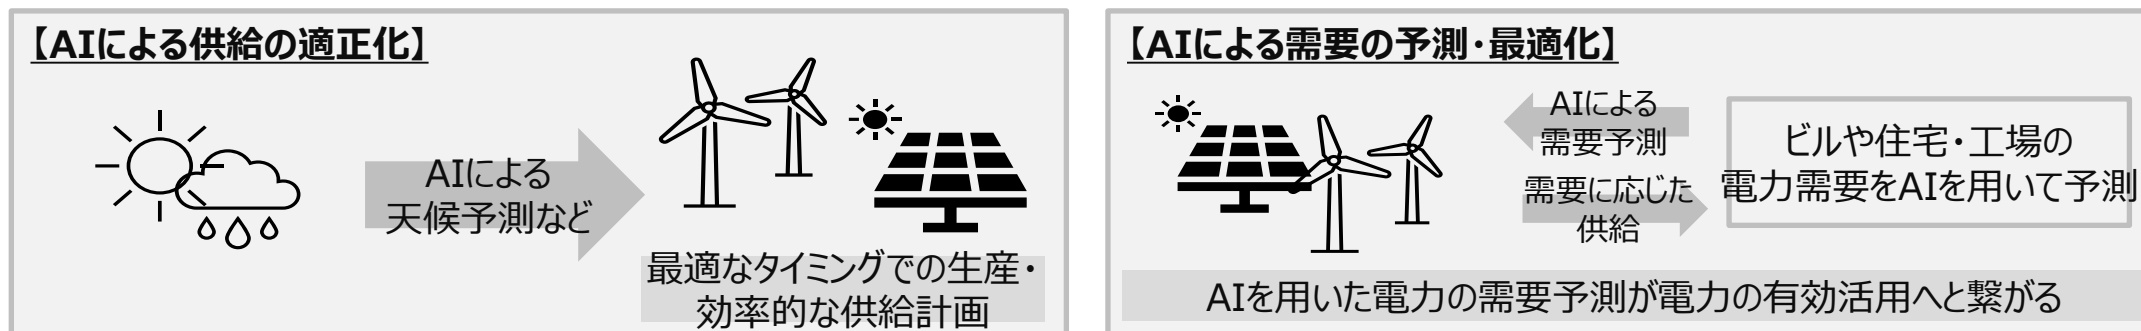 【AIによる供給の適正化】
AIによる
天候予測など
最適なタイミングでの生産・
効率的な供給計画
【AIによる需要の予測・最適化】
AIによる
需要予測
需要に応じた
供給
ビルや住宅・工場の
電力需要をAIを用いて予測
AIを用いた電力の需要予測が電力の有効活用へと繋がる